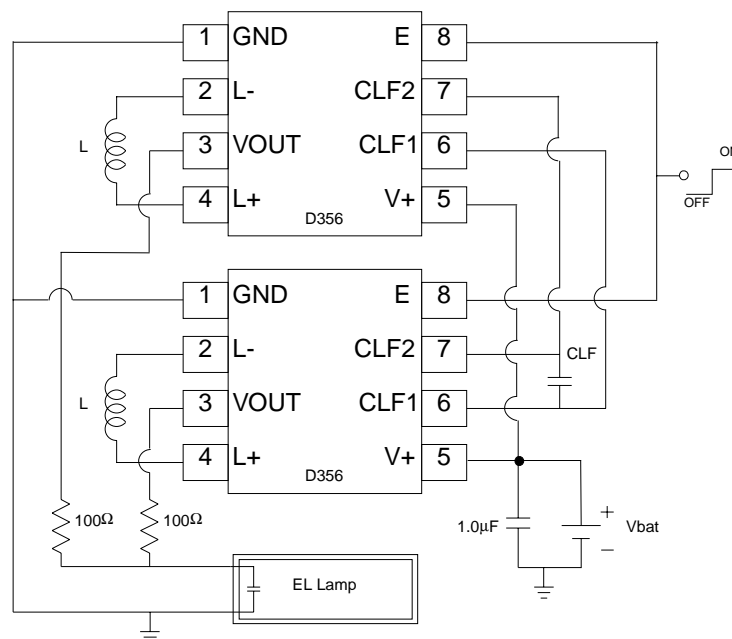 1 GND E 8
2 L- CLF2 7
L
3 VOUT CLF1 6
ON
OFF
4 L+ V+ 5
D356
1 GND E 8
2 L- CLF2 7
CLF
L
3 VOUT CLF1 6
4 L+ V+ 5
D356
100Ω 100Ω 1.0µF + Vbat –
EL Lamp